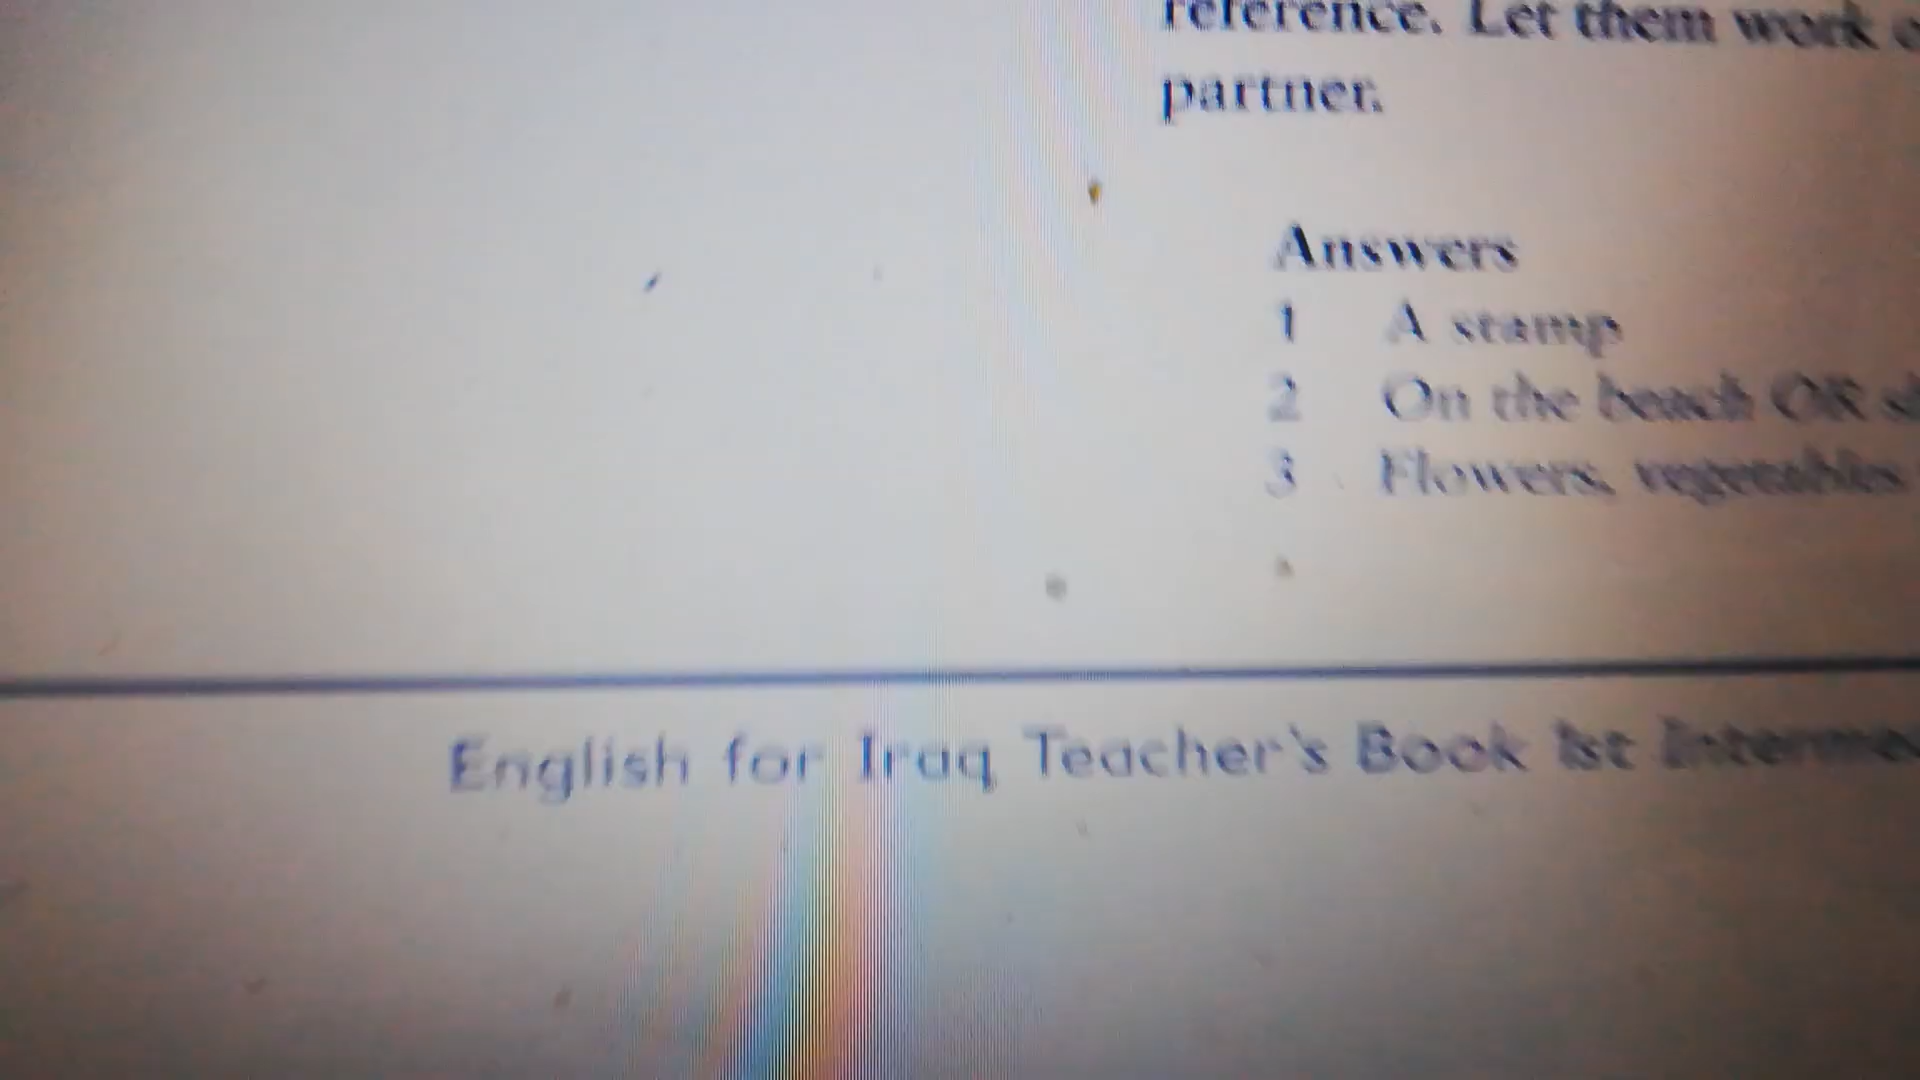 reference. Let them work
partner.
Answers
1 A stamp
2 On the beach OR
3 Flowers, vegetables
English for Iraq Teacher's Book 1st